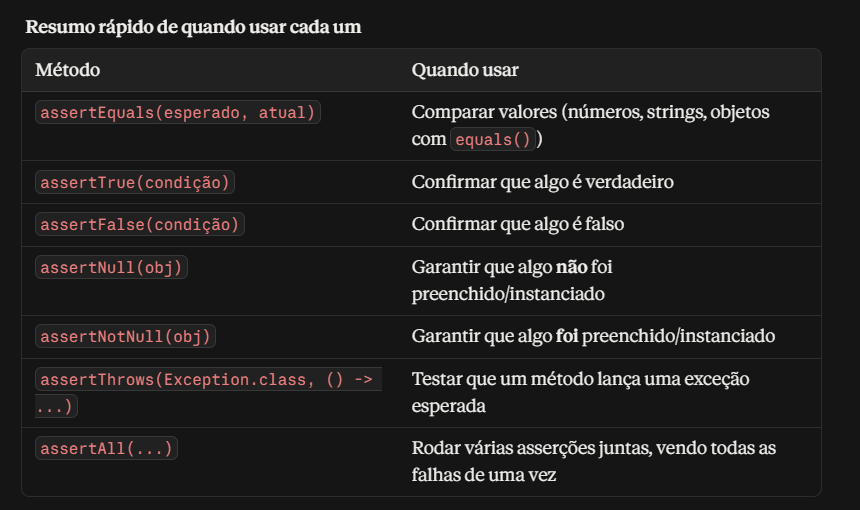 Resumo rápido de quando usar cada um
Método
Quando usar
assertEquals(esperado, atual)
Comparar valores (números, strings, objetos
com equals())
assertTrue(condição)
Confirmar que algo é verdadeiro
assertFalse(condição)
Confirmar que algo é falso
assertNull(obj)
Garantir que algo não foi
preenchido/instanciado
assertNotNull(obj)
Garantir que algo foi preenchido/instanciado
assertThrows(Exception.class, () ->
...)
Testar que um método lança uma exceção
esperada
assertAll(...)
Rodar várias asserções juntas, vendo todas as
falhas de uma vez